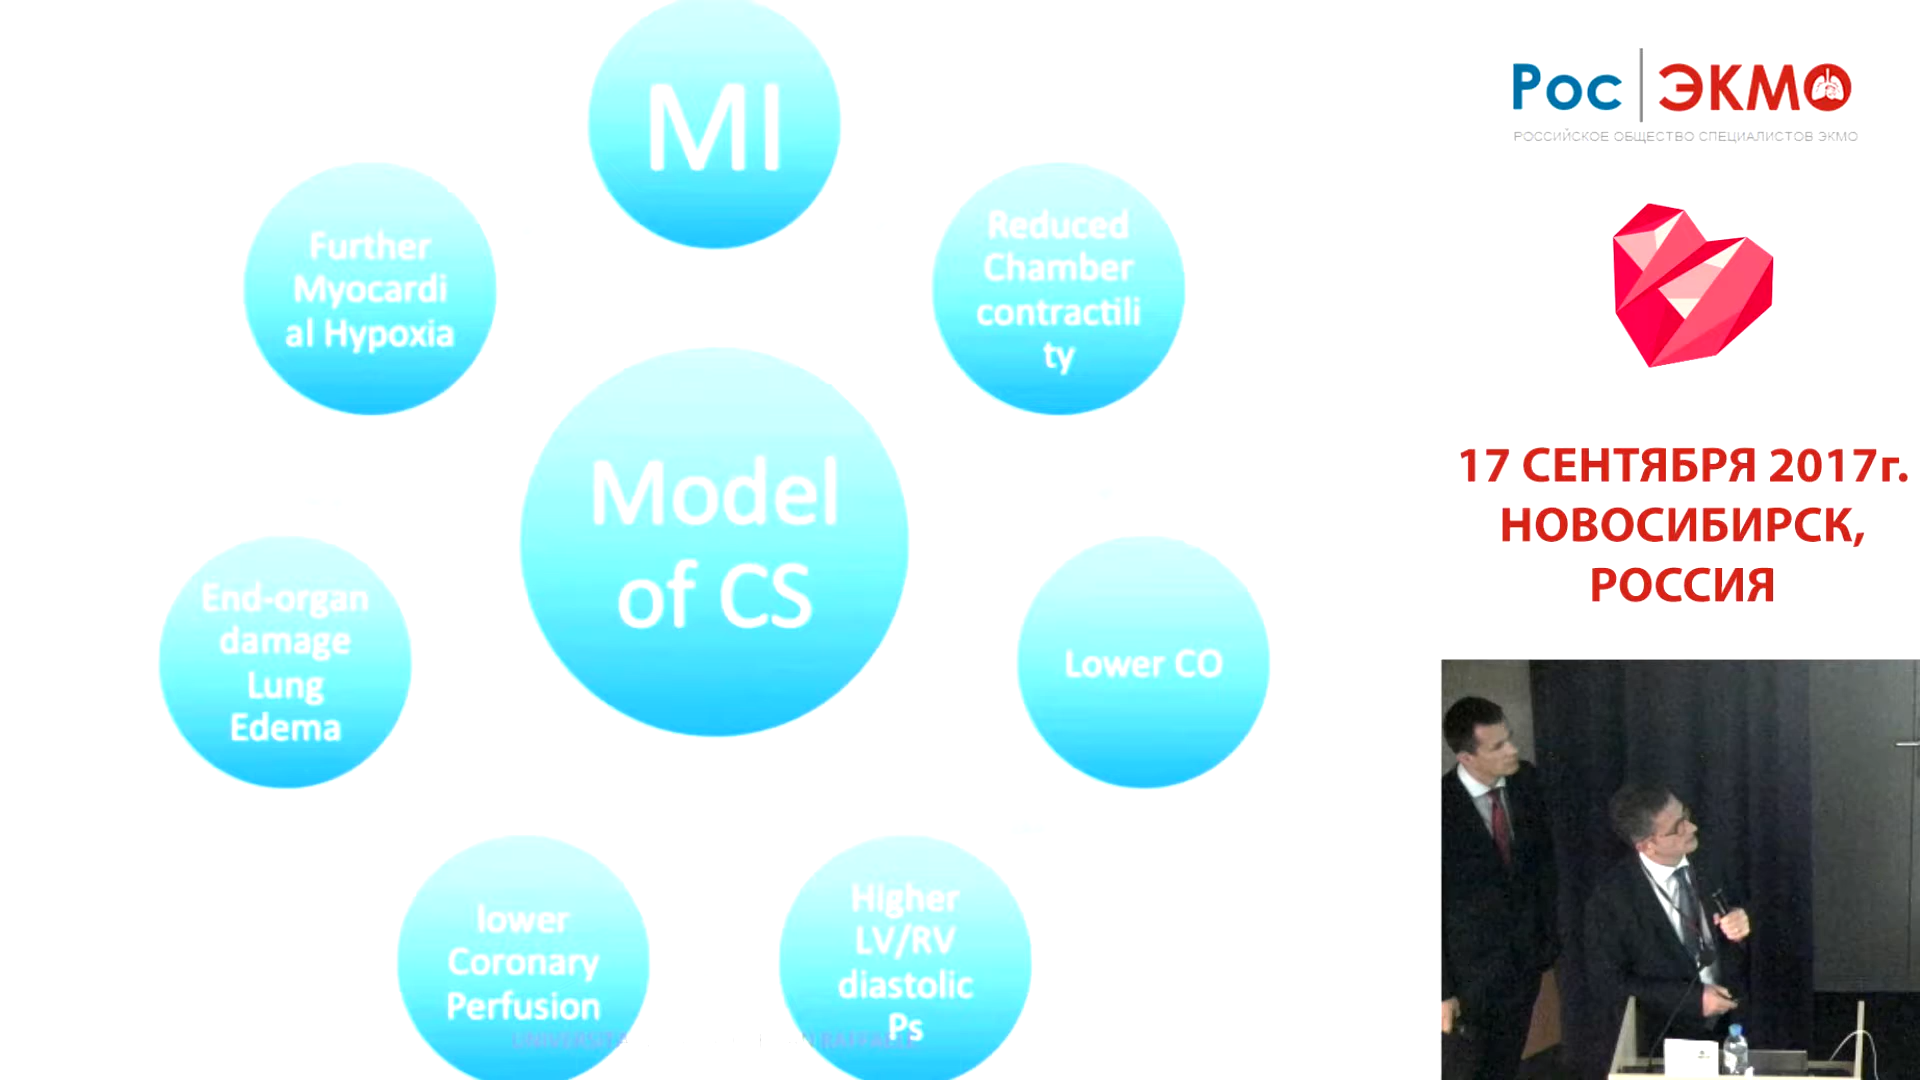 MI
Reduced
Chamber
contractili
ty
Lower CO
Higher
LV/RV
diastolic
Ps
lower
Coronary
Perfusion
End-organ
damage
Lung
Edema
Further
Myocardi
al Hypoxia
Model
of CS
Рос ЭКМО
РОССИЙСКОЕ ОБЩЕСТВО СПЕЦИАЛИСТОВ ЭКМО
17 СЕНТЯБРЯ 2017г.
НОВОСИБИРСК,
РОССИЯ